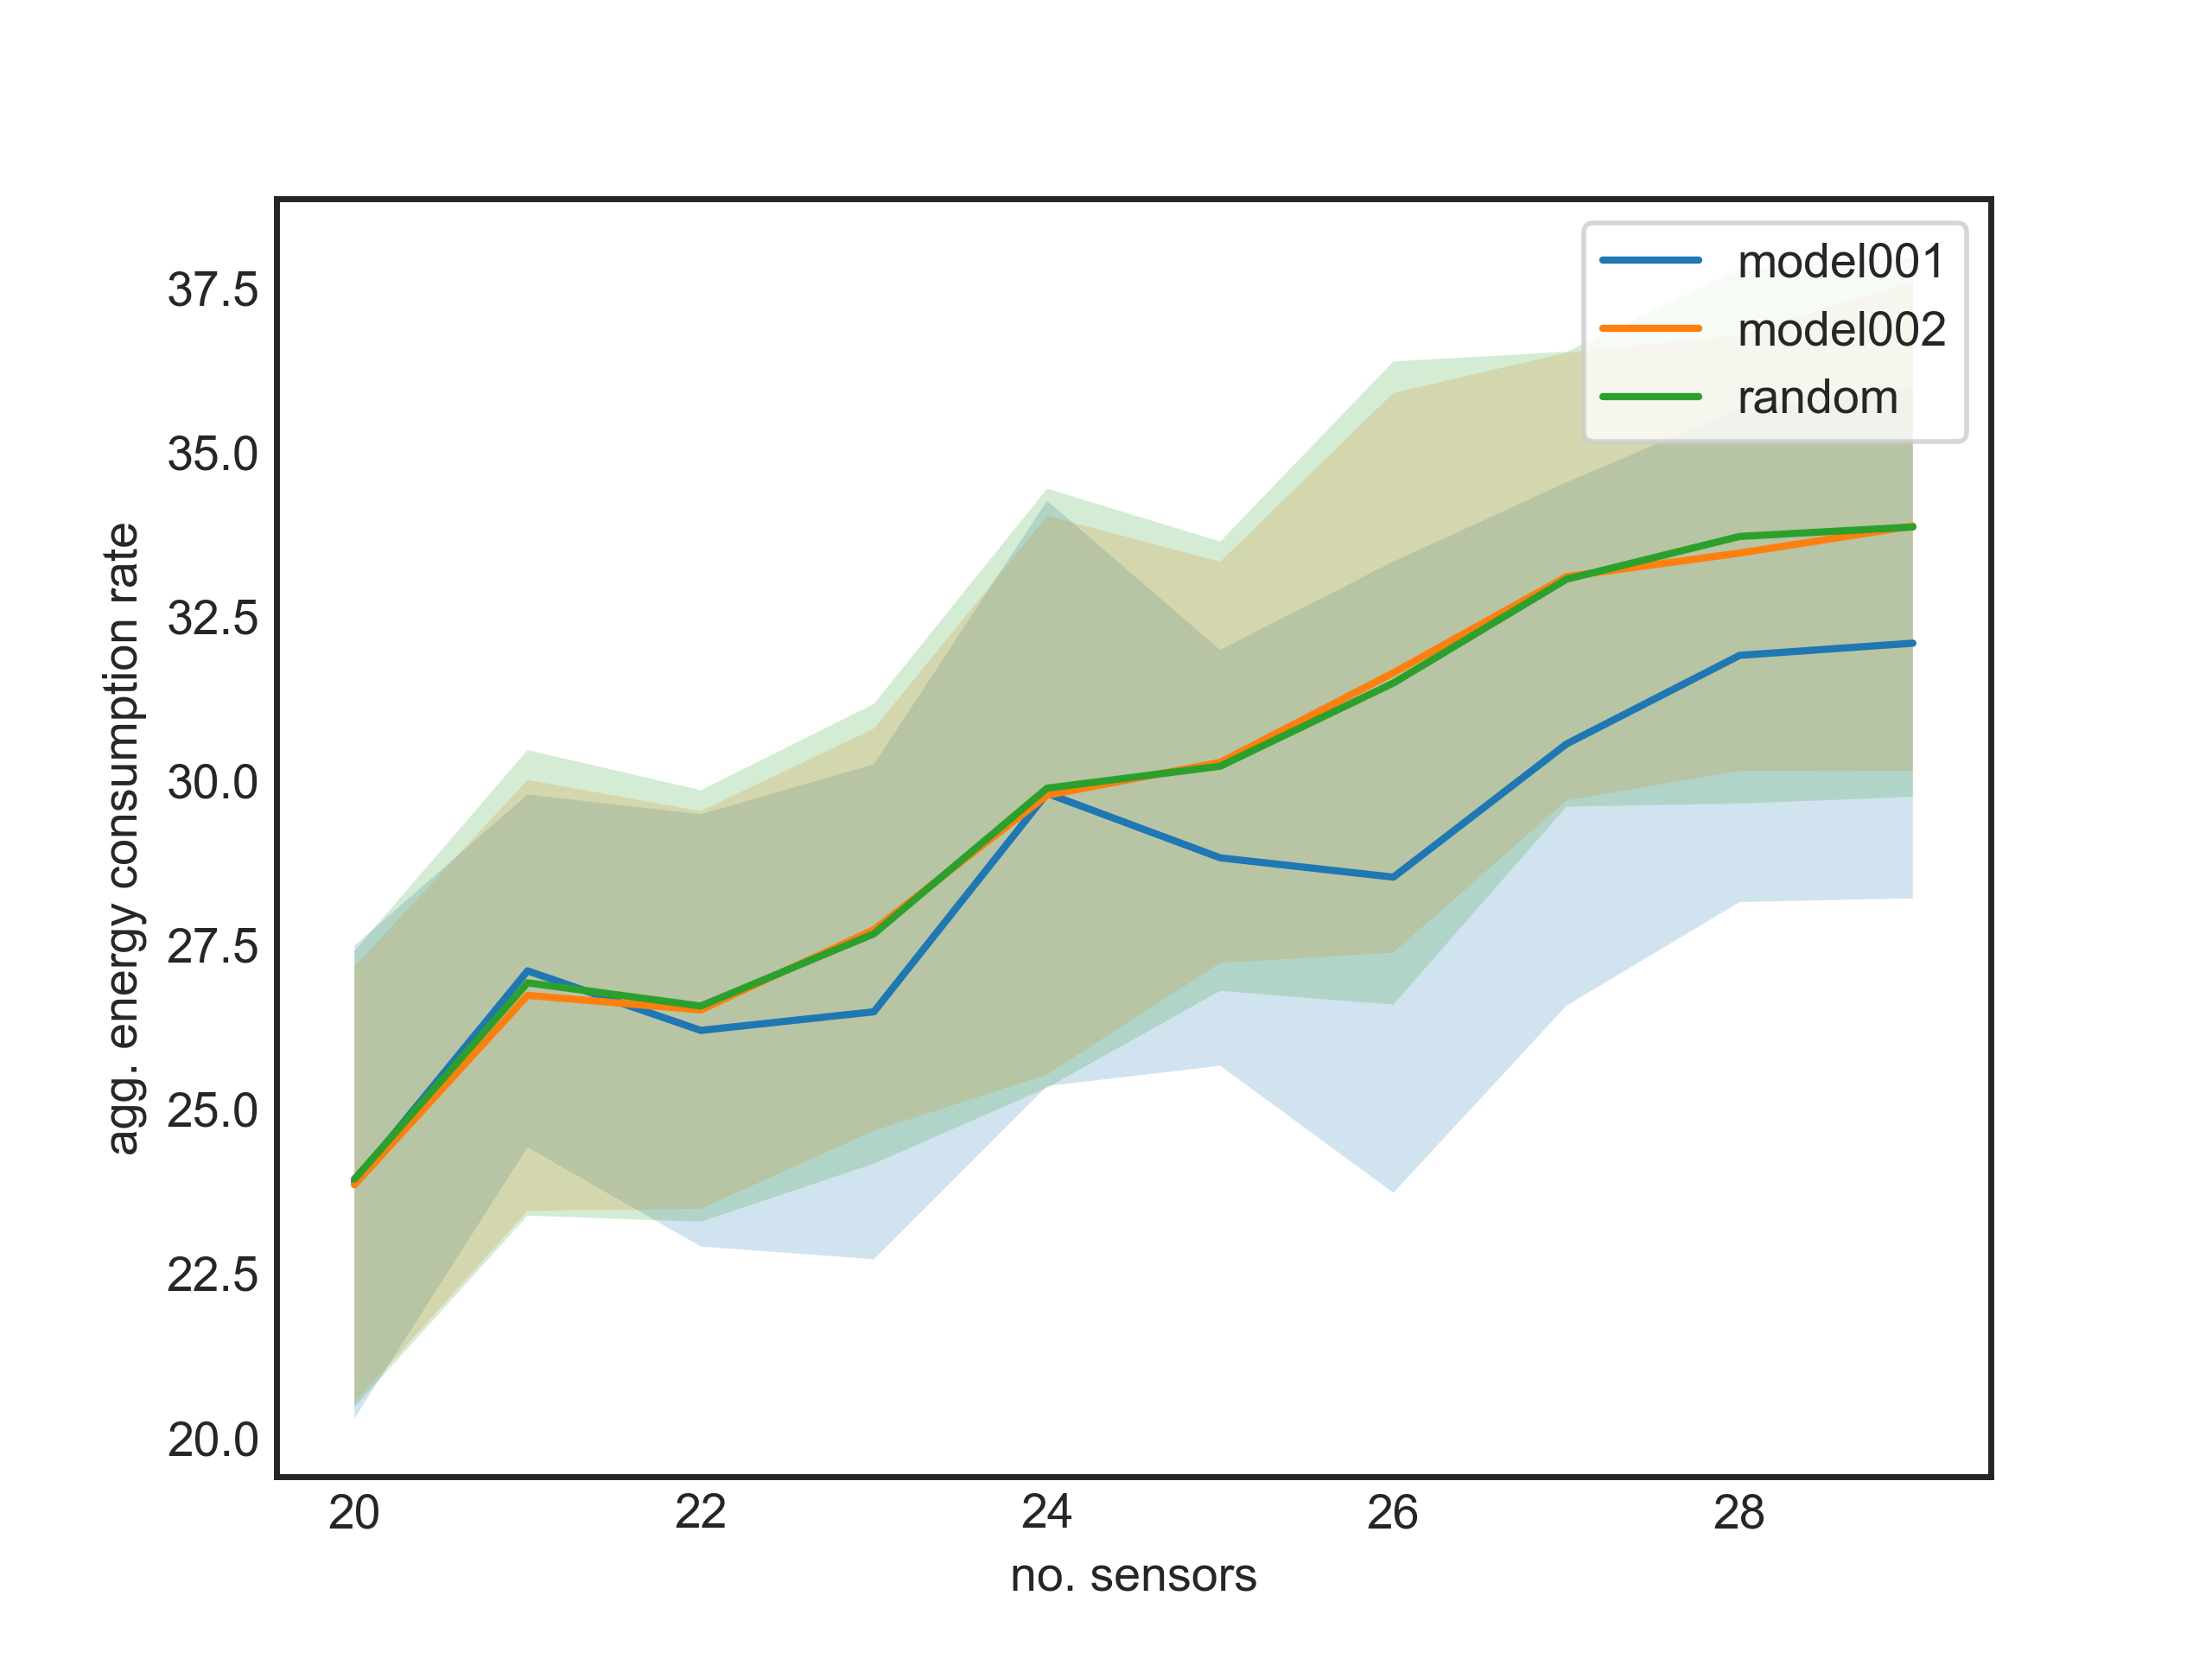 model001
model002
random
37.5
35.0
32.5
30.0
27.5
25.0
22.5
20.0
agg. energy consumption rate
20 22 24 26 28
no. sensors